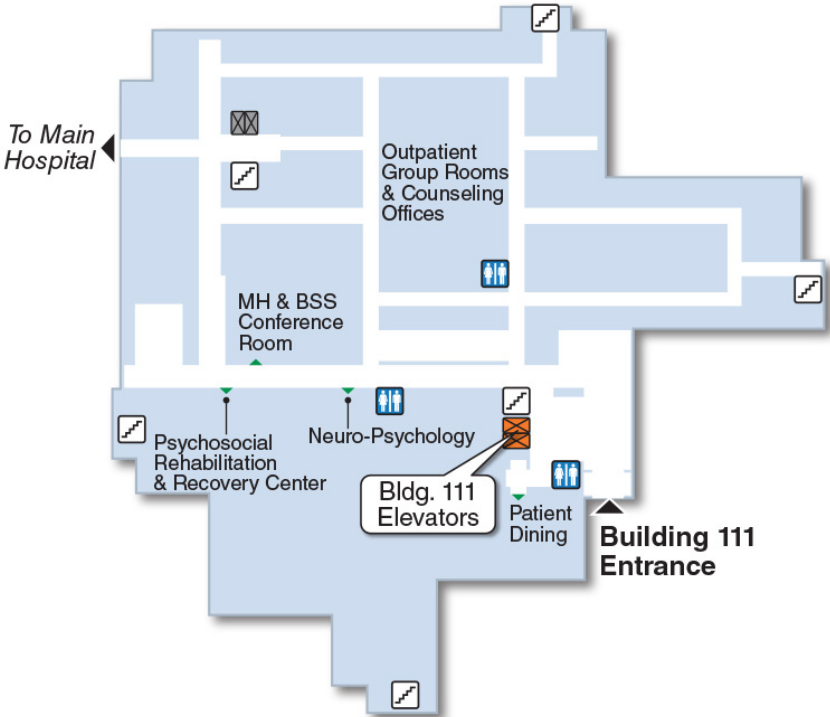 To Main
Hospital
Outpatient
Group Rooms
& Counseling
Offices
MH & BSS
Conference
Room
Psychosocial
Rehabilitation
& Recovery Center
Neuro-Psychology
Bldg. 111
Elevators
Patient
Dining
Building 111
Entrance